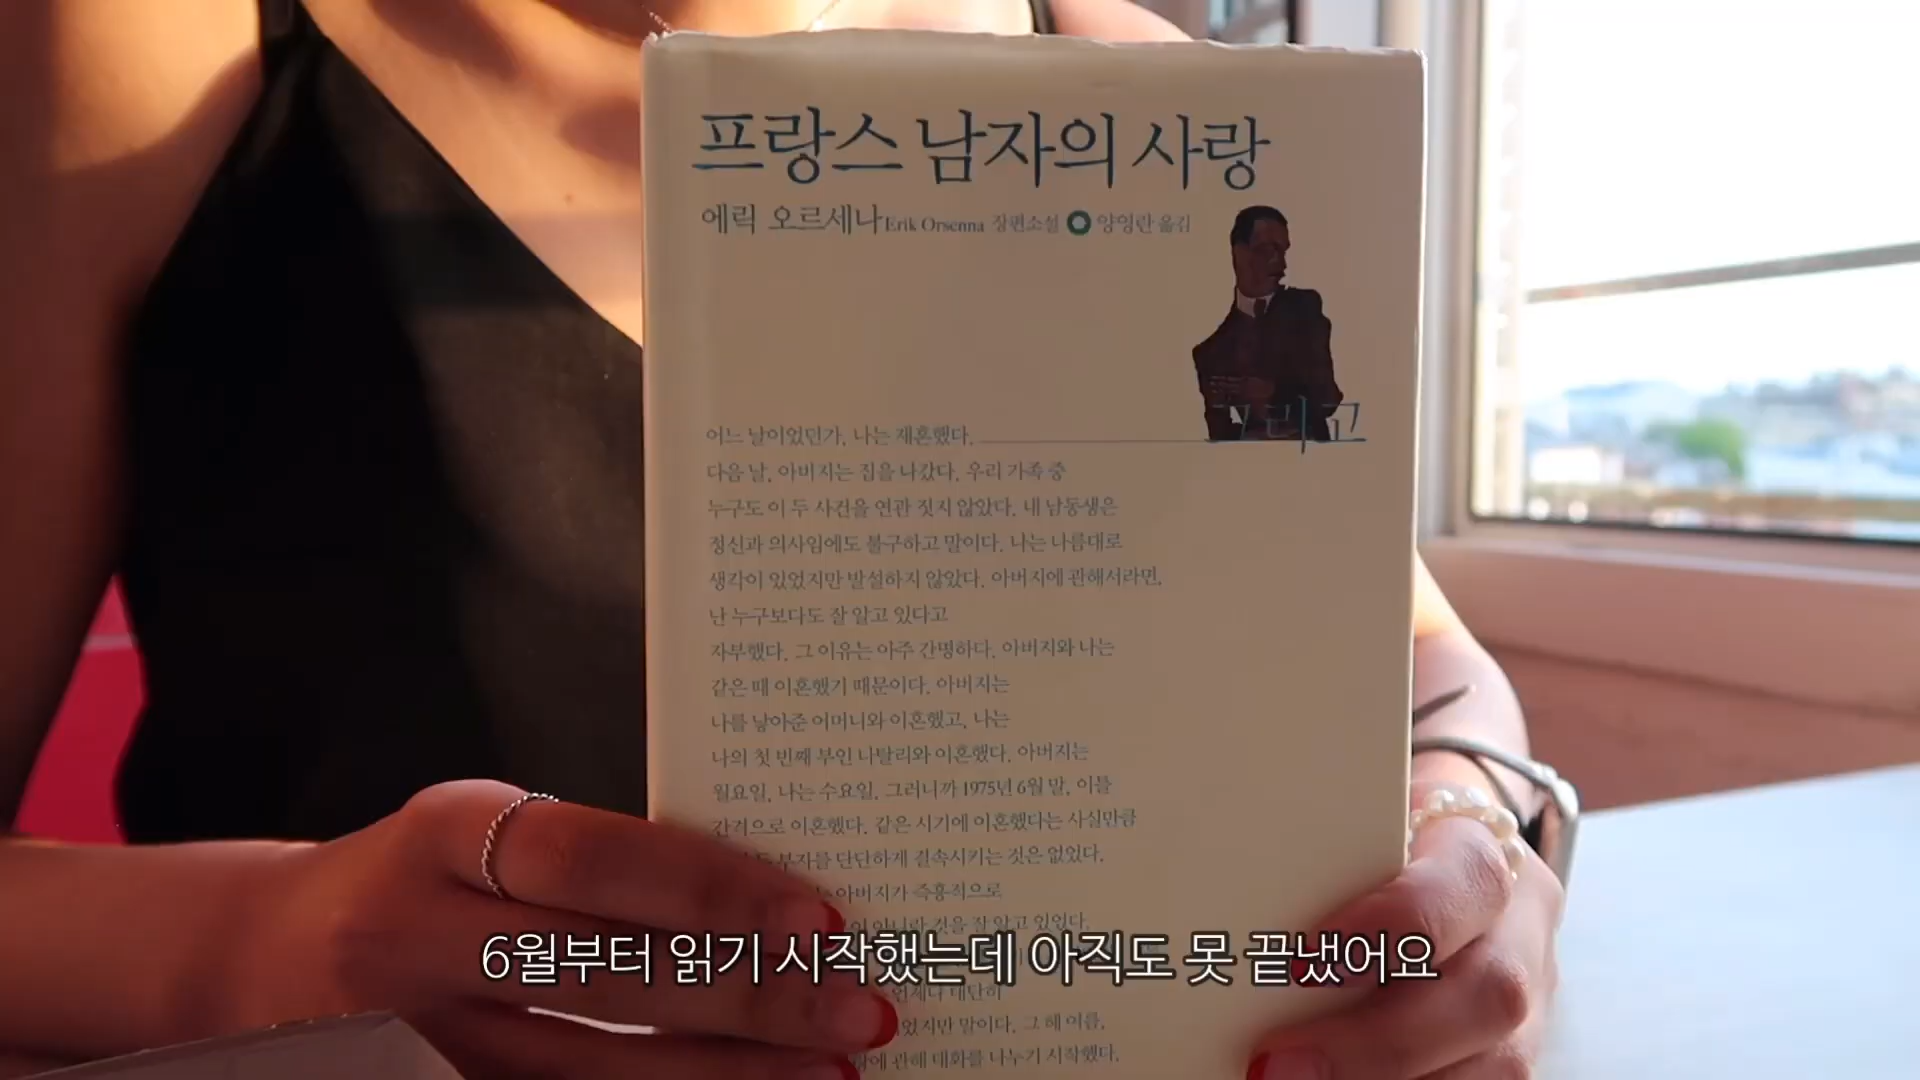 프랑스 남자의 사랑
에릭 오르세나 Erik Orsenna 장편소설 양영란 옮김
그리고
어느 날이었던가, 나는 재혼했다.
다음 날, 아버지는 집을 나갔다. 우리 가족 중
누구도 이 두 사건을 연관 짓지 않았다. 내 남동생은
정신과 의사임에도 불구하고 말이다. 나는 나름대로
생각이 있었지만 발설하지 않았다. 아버지에 관해서라면,
난 누구보다도 잘 알고 있다고
자부했다. 그 이유는 아주 간명하다. 아버지와 나는
같은 때 이혼했기 때문이다. 아버지는
나를 낳아준 어머니와 이혼했고, 나는
나의 첫 번째 부인 나탈리와 이혼했다. 아버지는
월요일, 나는 수요일, 그러니까 1975년 6월 말, 이틀
간격으로 이혼했다. 같은 시기에 이혼했다는 사실만큼
부자를 단단하게 결속시키는 것은 없었다.
아버지가 즉흥적으로
아니란 것을 잘 알고 있었다.
6월부터 읽기 시작했는데 아직도 못 끝냈어요
언제나 대단히
있었지만 말이다. 그 해 여름,
관해 대화를 나누기 시작했다.